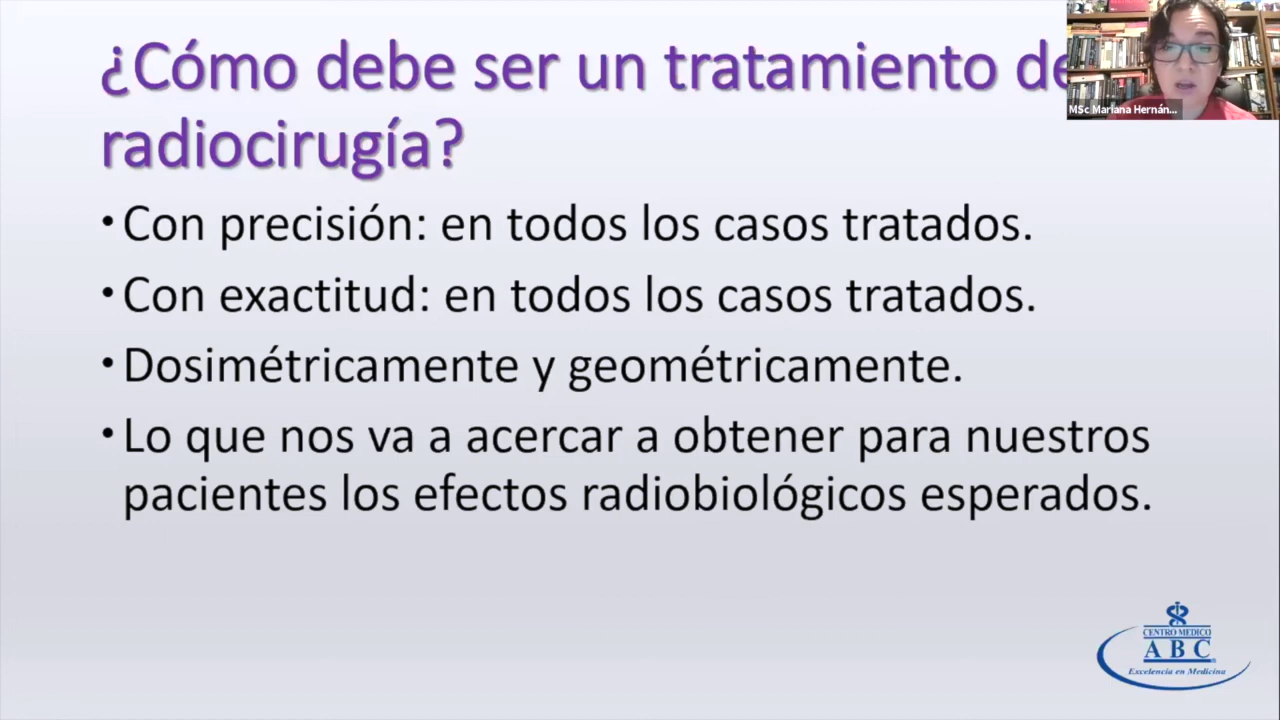 ¿Cómo debe ser un tratamiento de
radiocirugía?
MSc Mariana Hernán...
• Con precisión: en todos los casos tratados.
• Con exactitud: en todos los casos tratados.
• Dosimétricamente y geométricamente.
• Lo que nos va a acercar a obtener para nuestros
pacientes los efectos radiobiológicos esperados.
CENTRO MEDICO
ABC
Excelencia en Medicina